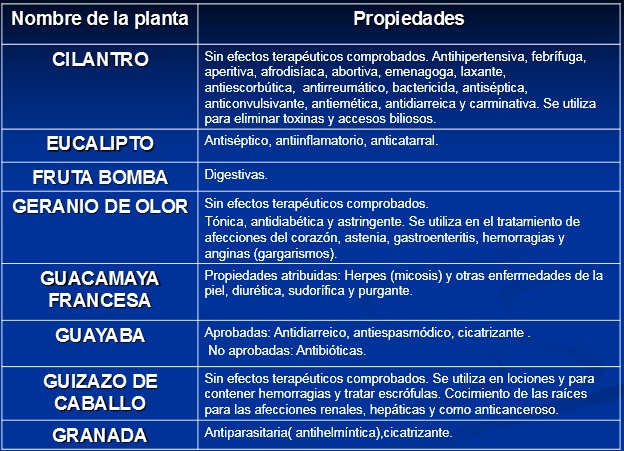 Nombre de la planta
Propiedades
CILANTRO
Sin efectos terapéuticos comprobados. Antihipertensiva, febrífuga,
aperitiva, afrodisíaca, abortiva, emenagoga, laxante,
antiescorbútica,  antirreumático, bactericida, antiséptica,
anticonvulsivante, antiemética, antidiarreica y carminativa. Se utiliza
para eliminar toxinas y accesos biliosos.
EUCALIPTO
Antiséptico, antiinflamatorio, anticatarral.
FRUTA BOMBA
Digestivas.
GERANIO DE OLOR
Sin efectos terapéuticos comprobados.
Tónica, antidiabética y astringente. Se utiliza en el tratamiento de
afecciones del corazón, astenia, gastroenteritis, hemorragias y
anginas (gargarismos).
GUACAMAYA
FRANCESA
Propiedades atribuidas: Herpes (micosis) y otras enfermedades de la
piel, diurética, sudorífica y purgante.
GUAYABA
Aprobadas: Antidiarreico, antiespasmódico, cicatrizante .
No aprobadas: Antibióticas.
GUIZAZO DE
CABALLO
Sin efectos terapéuticos comprobados. Se utiliza en lociones y para
contener hemorragias y tratar escrófulas. Cocimiento de las raíces
para las afecciones renales, hepáticas y como anticanceroso.
GRANADA
Antiparasitaria( antihelmíntica),cicatrizante.